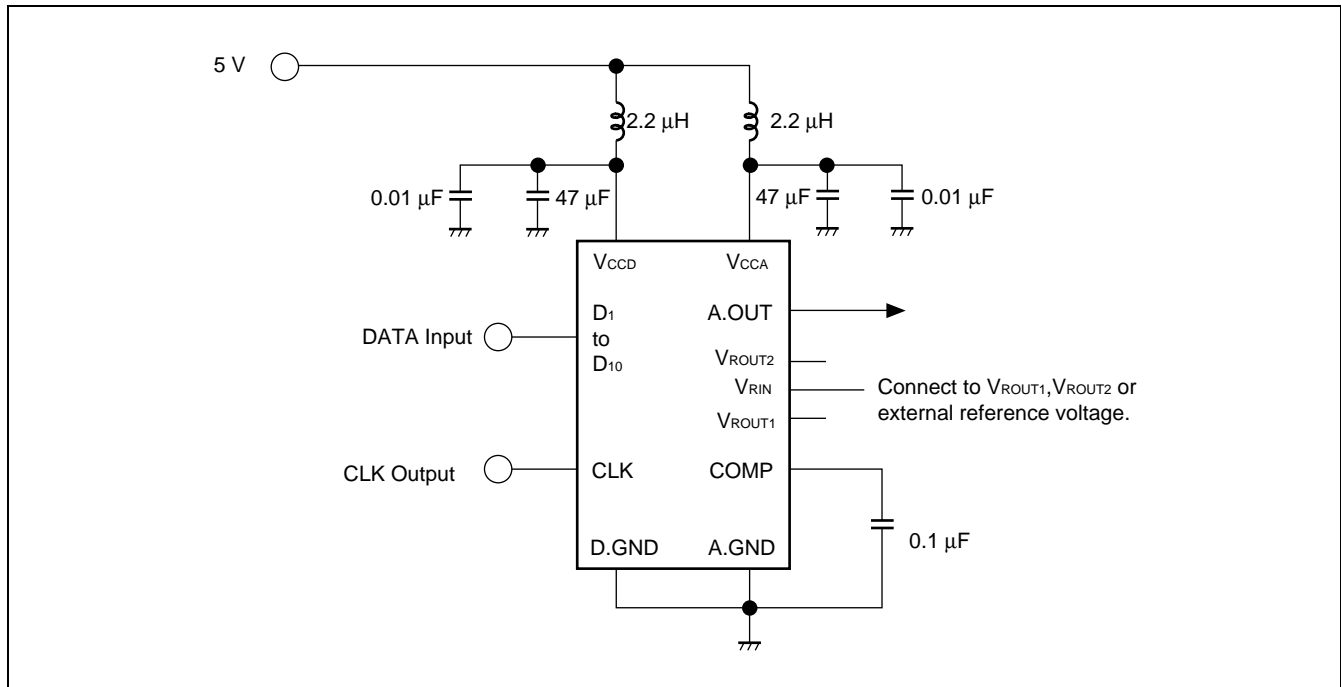 5 V
2.2 μH
2.2 μH
0.01 μF
47 μF
47 μF
0.01 μF
VCCD
VCCA
DATA Input
D1
to
D10
A.OUT
VROUT2
VRIN
VROUT1
Connect to VROUT1,VROUT2 or
external reference voltage.
CLK Output
CLK
COMP
0.1 μF
D.GND
A.GND